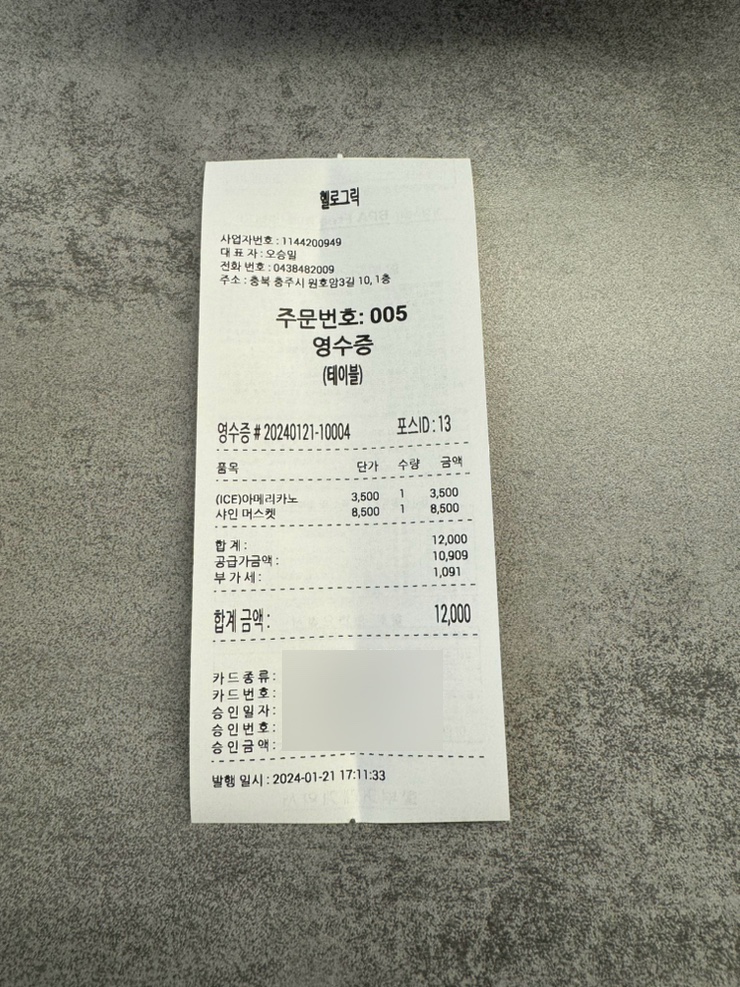 헬로그릭
사업자번호 : 1144200949
대 표 자 : 오승밀
전화 번호 : 0438482009
주소 : 충북 충주시 원호암3길 10, 1층
주문번호: 005
영수증
(테이블)
영수증 # 20240121-10004 포스ID : 13
품목 단가 수량 금액
(ICE)아메리카노 3,500 1 3,500
샤인 머스켓 8,500 1 8,500
합 계 : 12,000
공급가금액 : 10,909
부 가 세 : 1,091
합계 금액 : 12,000
카 드 종 류 :
카 드 번 호 :
승 인 일 자 :
승 인 번 호 :
승 인 금 액 :
발행 일시 : 2024-01-21 17:11:33